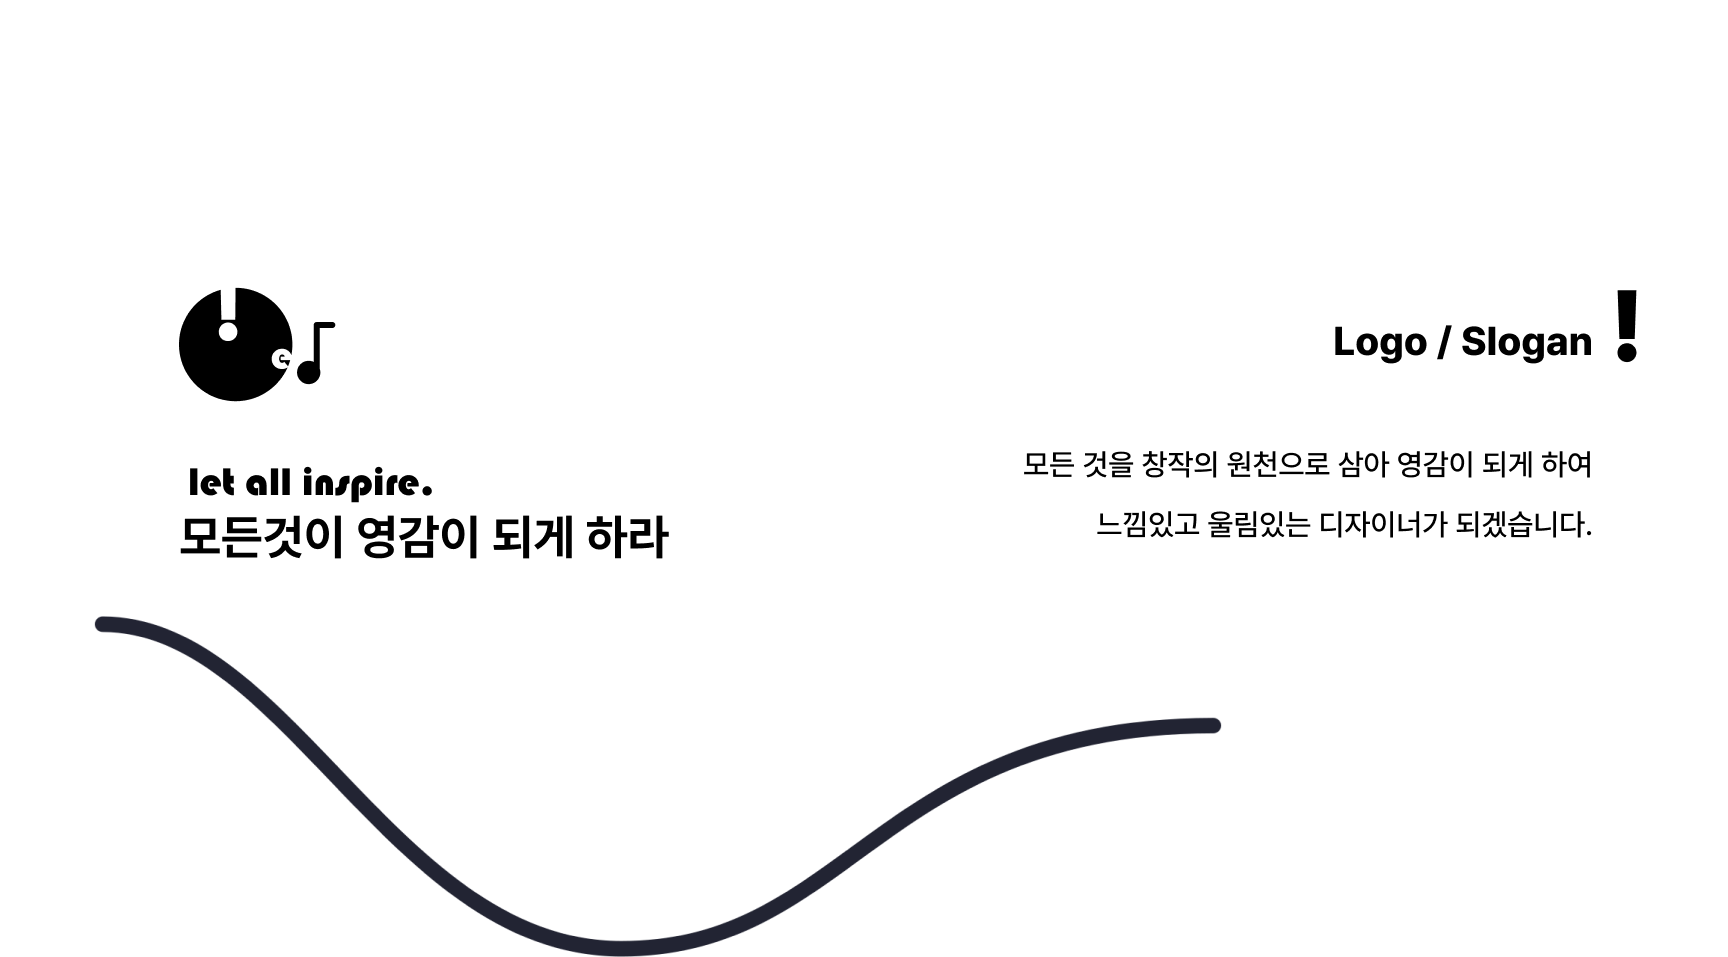 e
let all inspire.
모든것이 영감이 되게 하라
Logo / Slogan !
모든 것을 창작의 원천으로 삼아 영감이 되게 하여
느낌있고 울림있는 디자이너가 되겠습니다.